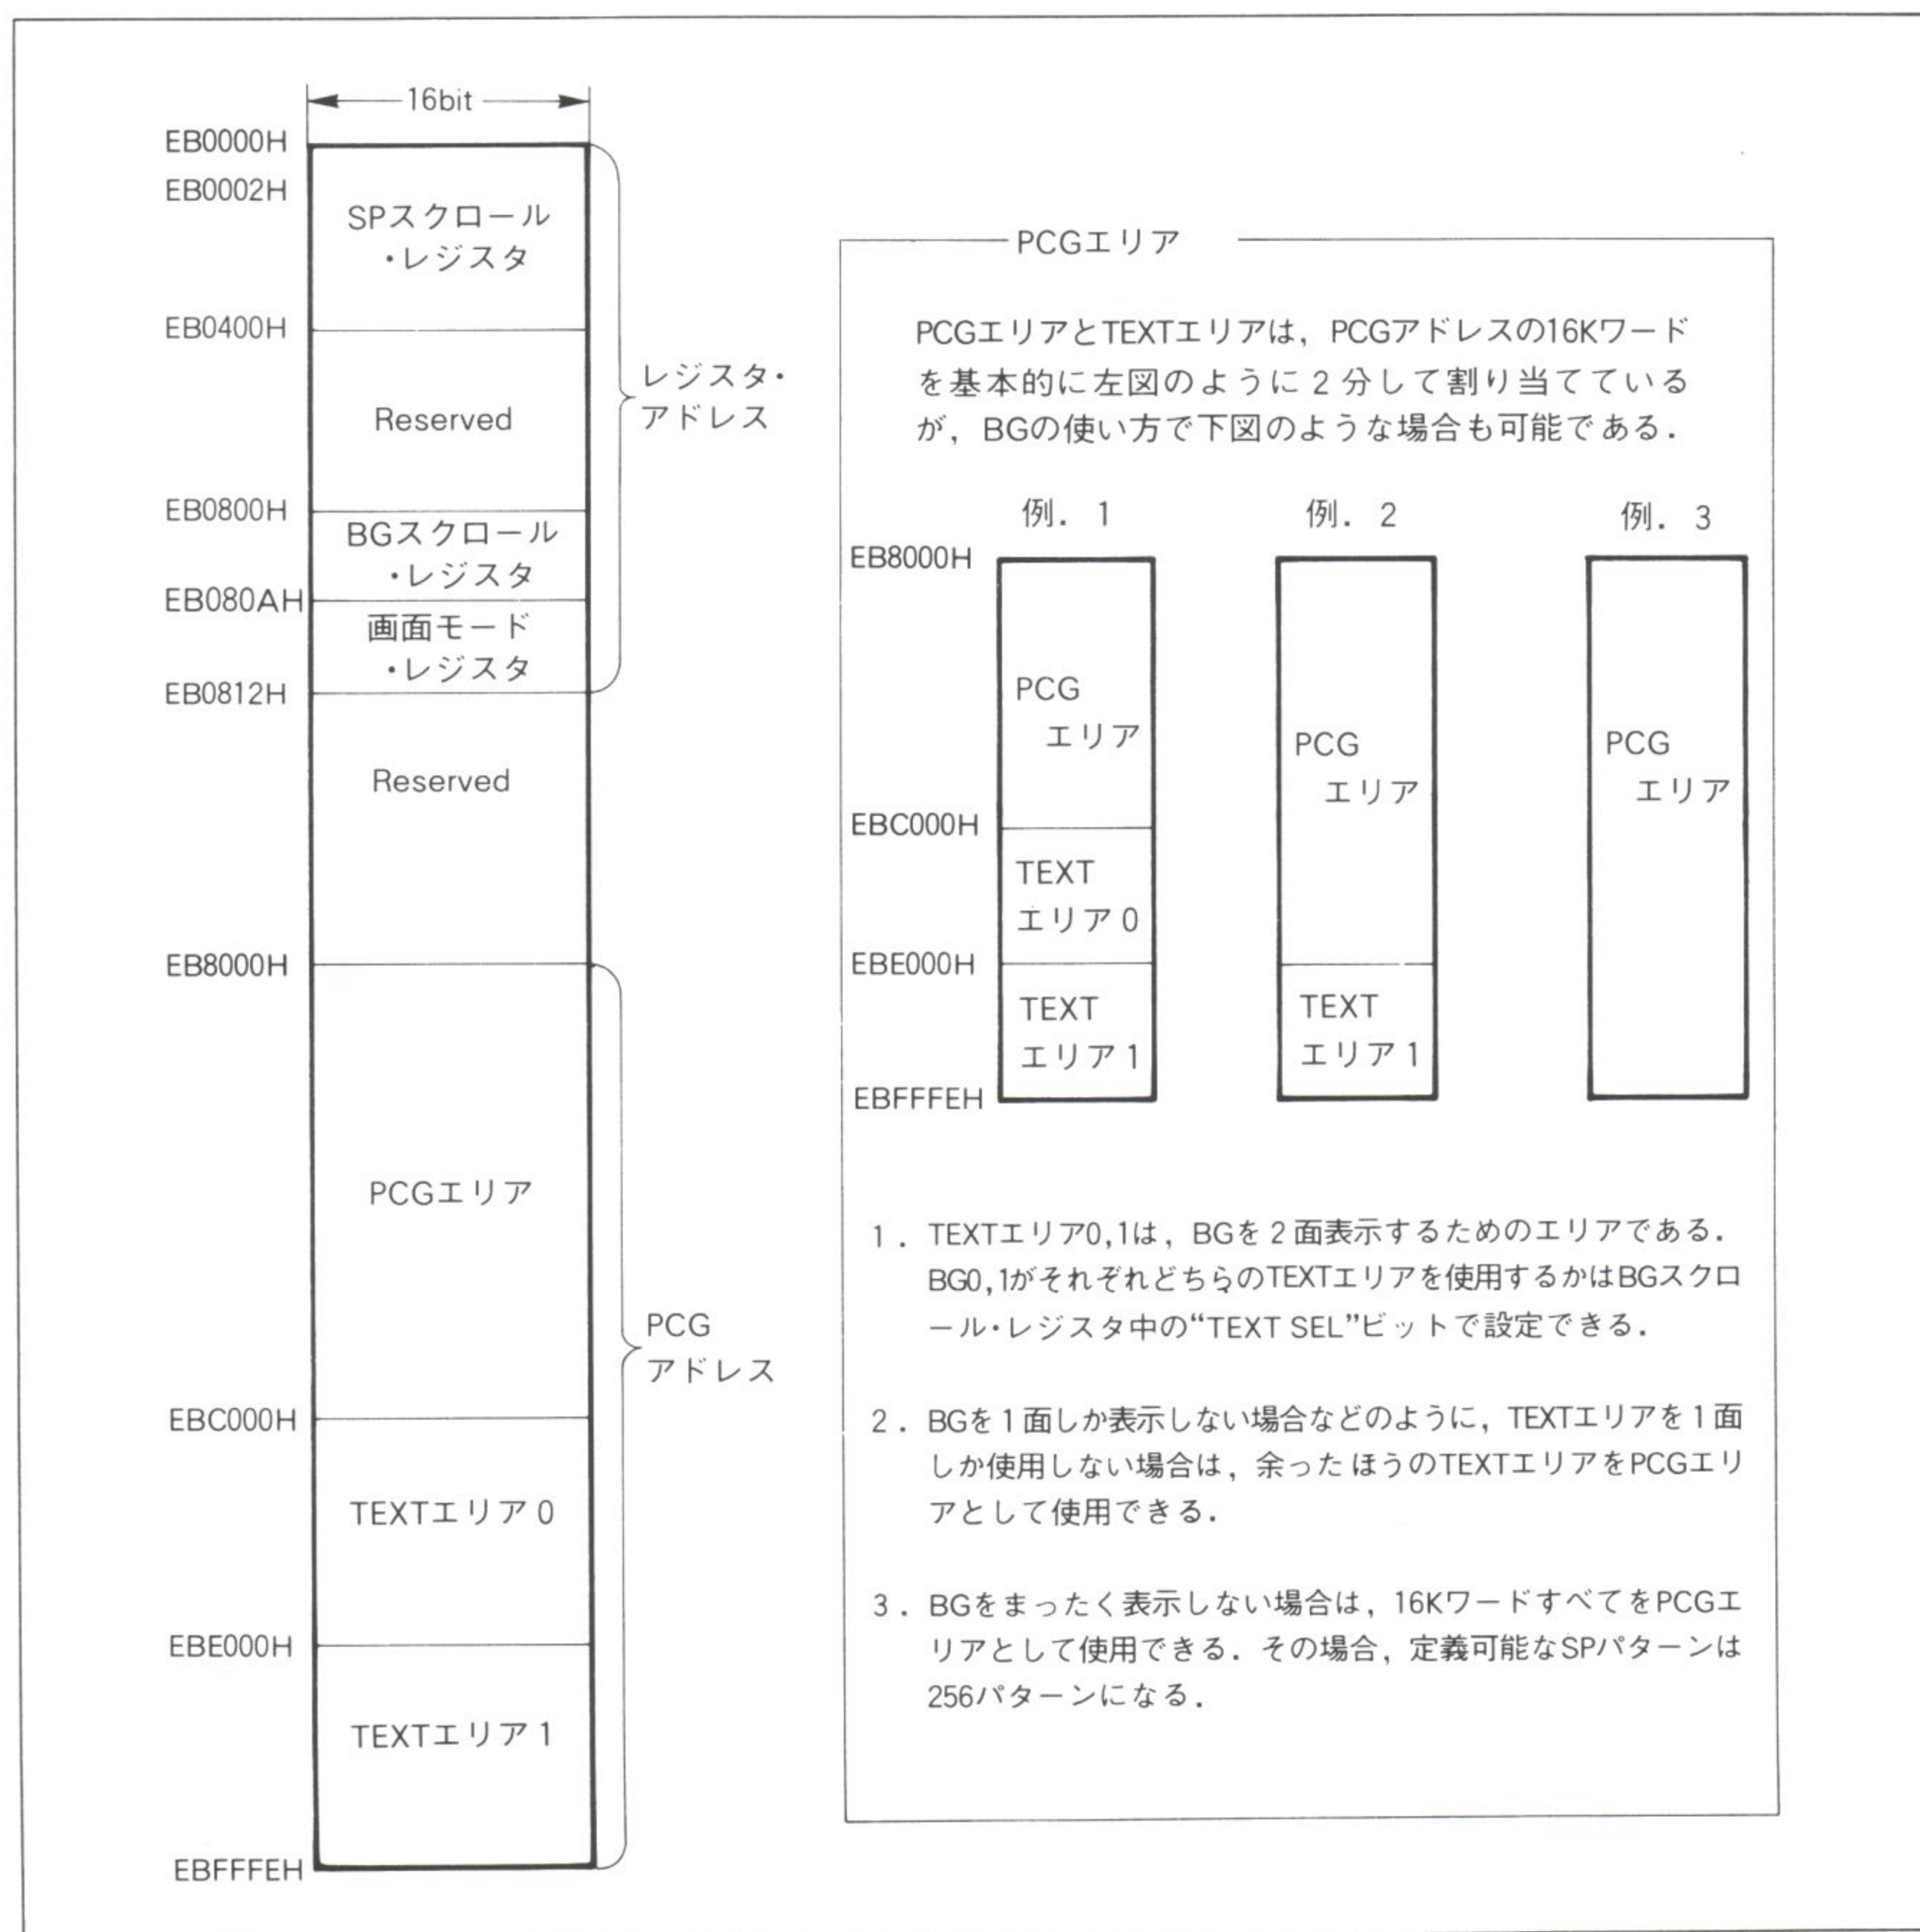 16bit
EB0000H
EB0002H
SPスクロール
・レジスタ
EB0400H
Reserved
レジスタ・
アドレス
EB0800H
BGスクロール
・レジスタ
EB080AH
画面モード
・レジスタ
EB0812H
Reserved
EB8000H
PCGエリア
PCG
アドレス
EBC000H
TEXTエリア0
EBE000H
TEXTエリア1
EBFFFEH
PCGエリア
PCGエリアとTEXTエリアは，PCGアドレスの16Kワード
を基本的に左図のように2分して割り当てている
が，BGの使い方で下図のような場合も可能である．
例．1
例．2
例．3
EB8000H
PCG
エリア
PCG
エリア
PCG
エリア
EBC000H
TEXT
エリア0
EBE000H
TEXT
エリア1
TEXT
エリア1
EBFFFEH
1．TEXTエリア0,1は，BGを2面表示するためのエリアである．
BG0,1がそれぞれどちらのTEXTエリアを使用するかはBGスクロ
ール・レジスタ中の“TEXT SEL”ビットで設定できる．
2．BGを1面しか表示しない場合などのように，TEXTエリアを1面
しか使用しない場合は，余ったほうのTEXTエリアをPCGエリ
アとして使用できる．
3．BGをまったく表示しない場合は，16KワードすべてをPCGエ
リアとして使用できる．その場合，定義可能なSPパターンは
256パターンになる．